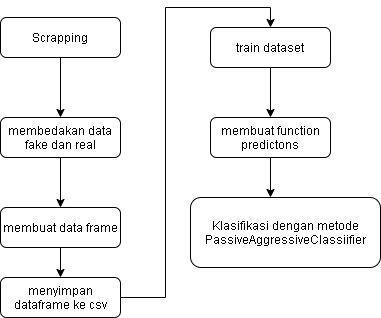 Scrapping
membedakan data
fake dan real
membuat data frame
menyimpan
dataframe ke csv
train dataset
membuat function
predictons
Klasifikasi dengan metode
PassiveAggressiveClassiifier